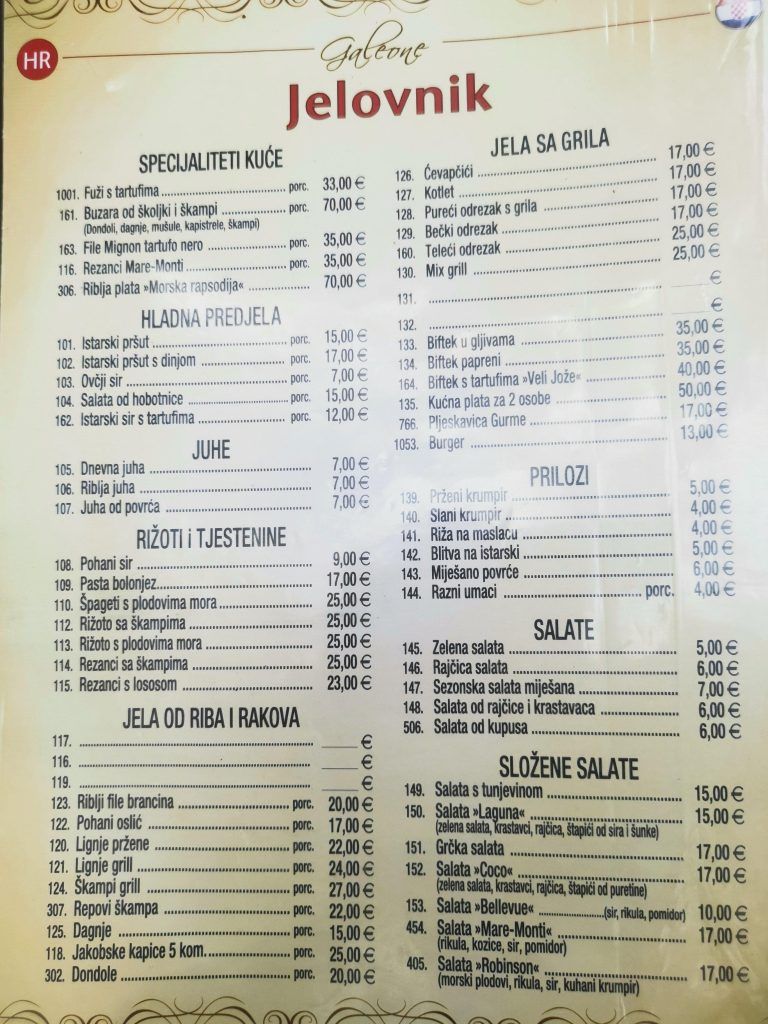 HR
Galeone
Jelovnik
SPECIJALITETI KUĆE
1001. Fuži s tartufima ........ porc. 33,00 €
161. Buzara od školjki i škampi ........ porc. 70,00 €
(Dondoli, dagnje, mušule, kapistrele, škampi)
163. File Mignon tartufo nero ........ porc. 35,00 €
116. Rezanci Mare-Monti ........ porc. 35,00 €
306. Riblja plata »Morska rapsodija« ........ 70,00 €
HLADNA PREDJELA
101. Istarski pršut ........ porc. 15,00 €
102. Istarski pršut s dinjom ........ porc. 17,00 €
103. Ovčji sir ........ porc. 7,00 €
104. Salata od hobotnice ........ porc. 15,00 €
162. Istarski sir s tartufima ........ porc. 12,00 €
JUHE
105. Dnevna juha ........ 7,00 €
106. Riblja juha ........ 7,00 €
107. Juha od povrća ........ 7,00 €
RIŽOTI i TJESTENINE
108. Pohani sir ........ 9,00 €
109. Pasta bolonjez ........ 17,00 €
110. Špageti s plodovima mora ........ 25,00 €
112. Rižoto sa škampima ........ 25,00 €
113. Rižoto s plodovima mora ........ 25,00 €
114. Rezanci sa škampima ........ 25,00 €
115. Rezanci s lososom ........ 23,00 €
JELA OD RIBA I RAKOVA
117. ........ ____ €
116. ........ ____ €
119. ........ ____ €
123. Riblji file brancina ........ porc. 20,00 €
122. Pohani oslić ........ porc. 17,00 €
120. Lignje pržene ........ porc. 22,00 €
121. Lignje grill ........ porc. 24,00 €
124. Škampi grill ........ porc. 27,00 €
307. Repovi škampa ........ porc. 22,00 €
125. Dagnje ........ porc. 15,00 €
118. Jakobske kapice 5 kom. ........ porc. 25,00 €
302. Dondole ........ porc. 20,00 €
JELA SA GRILA
126. Ćevapčići ........ 17,00 €
127. Kotlet ........ 17,00 €
128. Pureći odrezak s grila ........ 17,00 €
129. Bečki odrezak ........ 17,00 €
160. Teleći odrezak ........ 25,00 €
130. Mix grill ........ 25,00 €
131. ........ ____ €
132. ........ ____ €
133. Biftek u gljivama ........ 35,00 €
134. Biftek papreni ........ 35,00 €
164. Biftek s tartufima »Veli Jože« ........ 40,00 €
135. Kućna plata za 2 osobe ........ 50,00 €
766. Pljeskavica Gurme ........ 17,00 €
1053. Burger ........ 13,00 €
PRILOZI
139. Prženi krumpir ........ 5,00 €
140. Slani krumpir ........ 4,00 €
141. Riža na maslacu ........ 4,00 €
142. Blitva na istarski ........ 5,00 €
143. Miješano povrće ........ 6,00 €
144. Razni umaci ........ porc. 4,00 €
SALATE
145. Zelena salata ........ 5,00 €
146. Rajčica salata ........ 6,00 €
147. Sezonska salata miješana ........ 7,00 €
148. Salata od rajčice i krastavaca ........ 6,00 €
506. Salata od kupusa ........ 6,00 €
SLOŽENE SALATE
149. Salata s tunjevinom ........ 15,00 €
150. Salata »Laguna« ........ 15,00 €
(zelena salata, krastavci, rajčica, štapići od sira i šunke)
151. Grčka salata ........ 17,00 €
152. Salata »Coco« ........ 17,00 €
(zelena salata, krastavci, rajčica, štapići od puretine)
153. Salata »Bellevue« ........ (sir, rikula, pomidor) 10,00 €
454. Salata »Mare-Monti« ........ 17,00 €
(rikula, kozice, sir, pomidor)
405. Salata »Robinson« ........ 17,00 €
(morski plodovi, rikula, sir, kuhani krumpir)